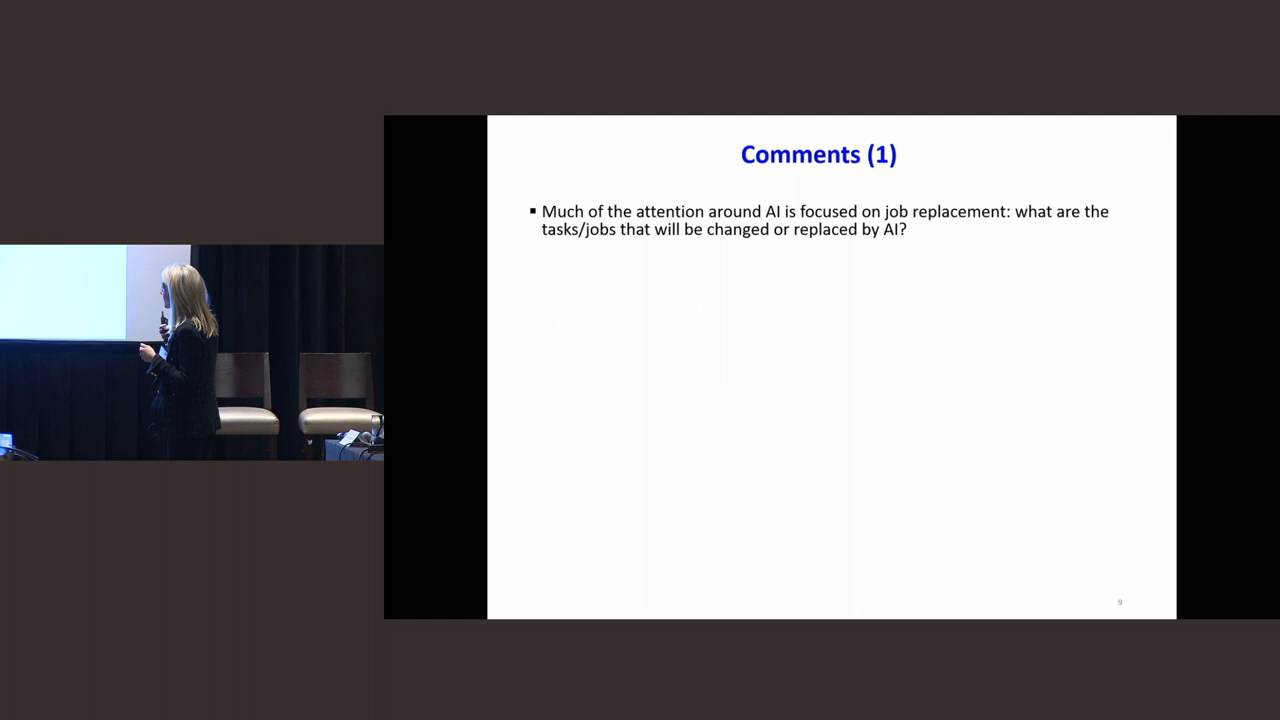 Comments (1)
▪ Much of the attention around AI is focused on job replacement: what are the
tasks/jobs that will be changed or replaced by AI?
9